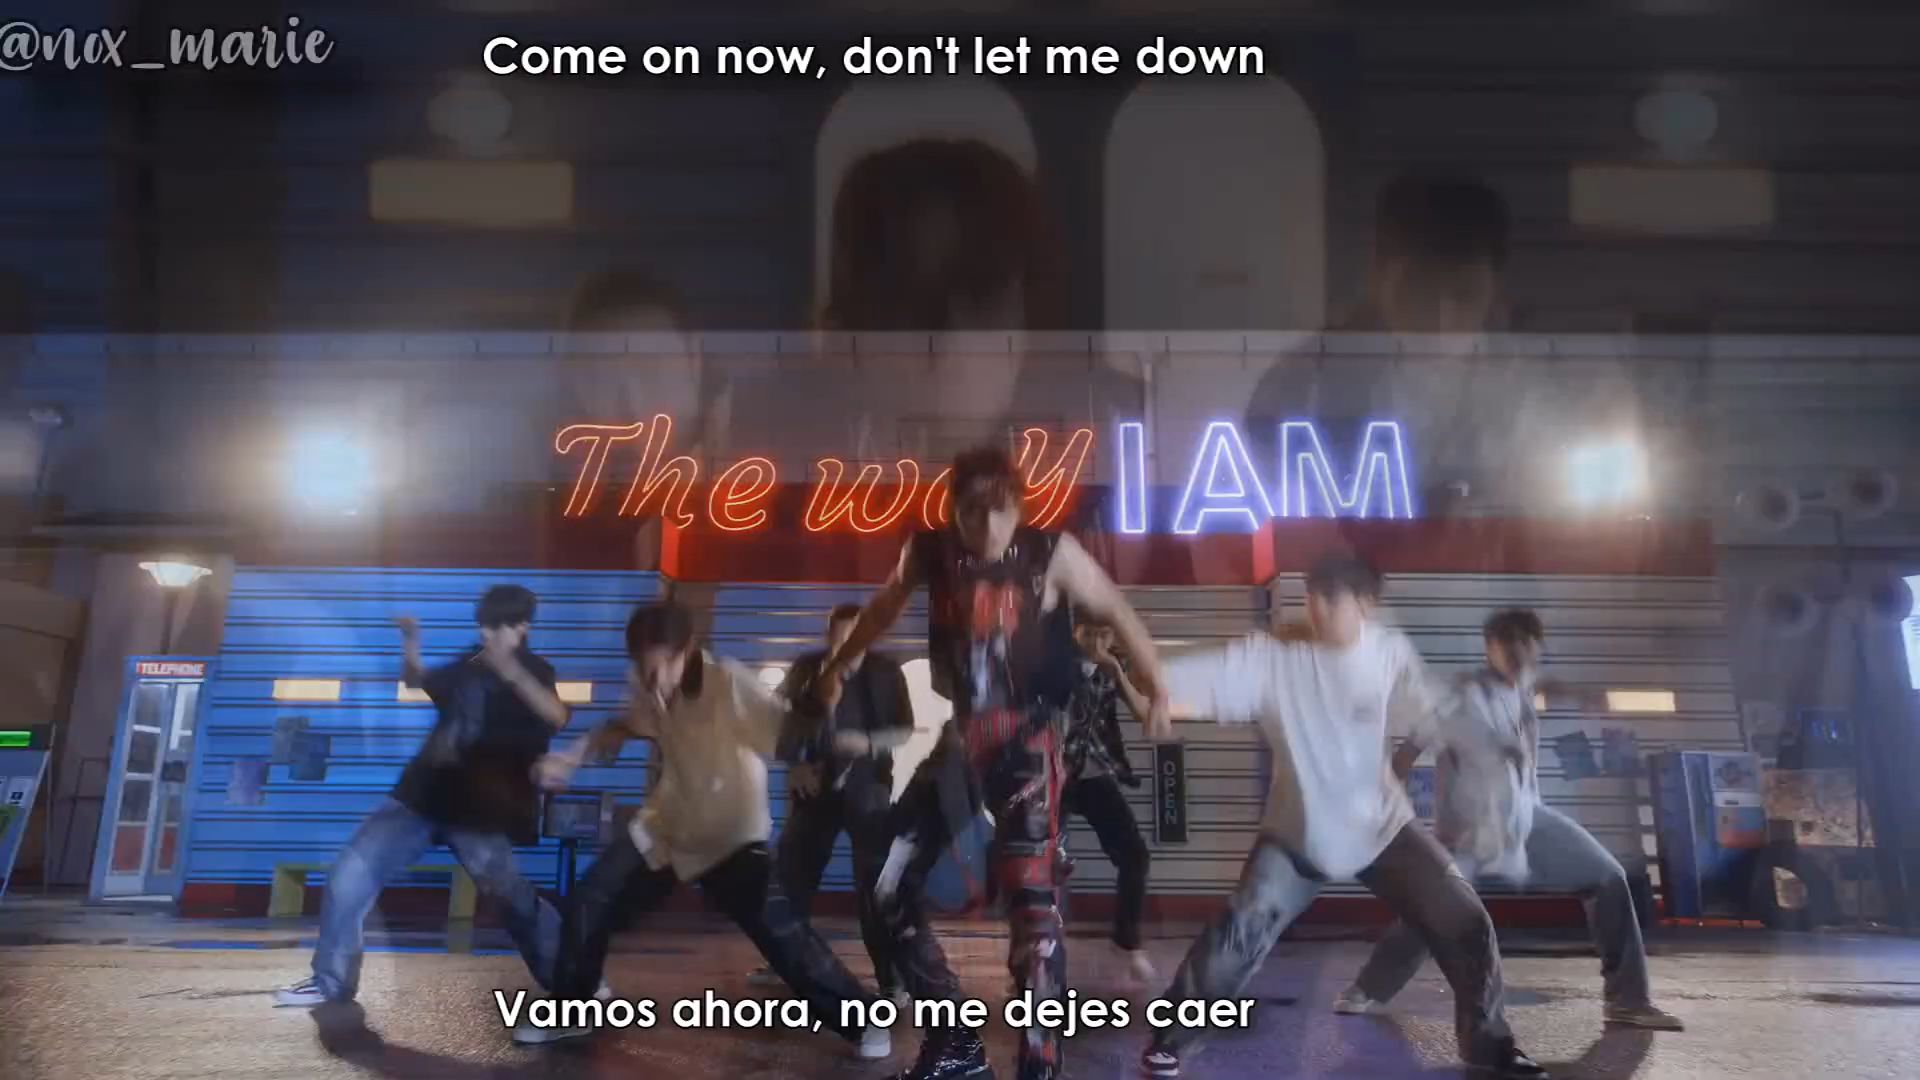 @nox_marie
Come on now, don't let me down
The way I AM
TELEPHONE
OPEN
Vamos ahora, no me dejes caer